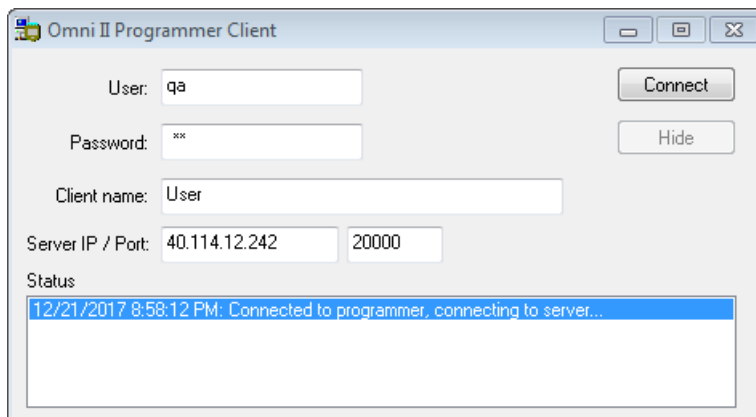 Omni II Programmer Client
User: qa
Connect
Password: **
Hide
Client name: User
Server IP / Port: 40.114.12.242 20000
Status
12/21/2017 8:58:12 PM: Connected to programmer, connecting to server...